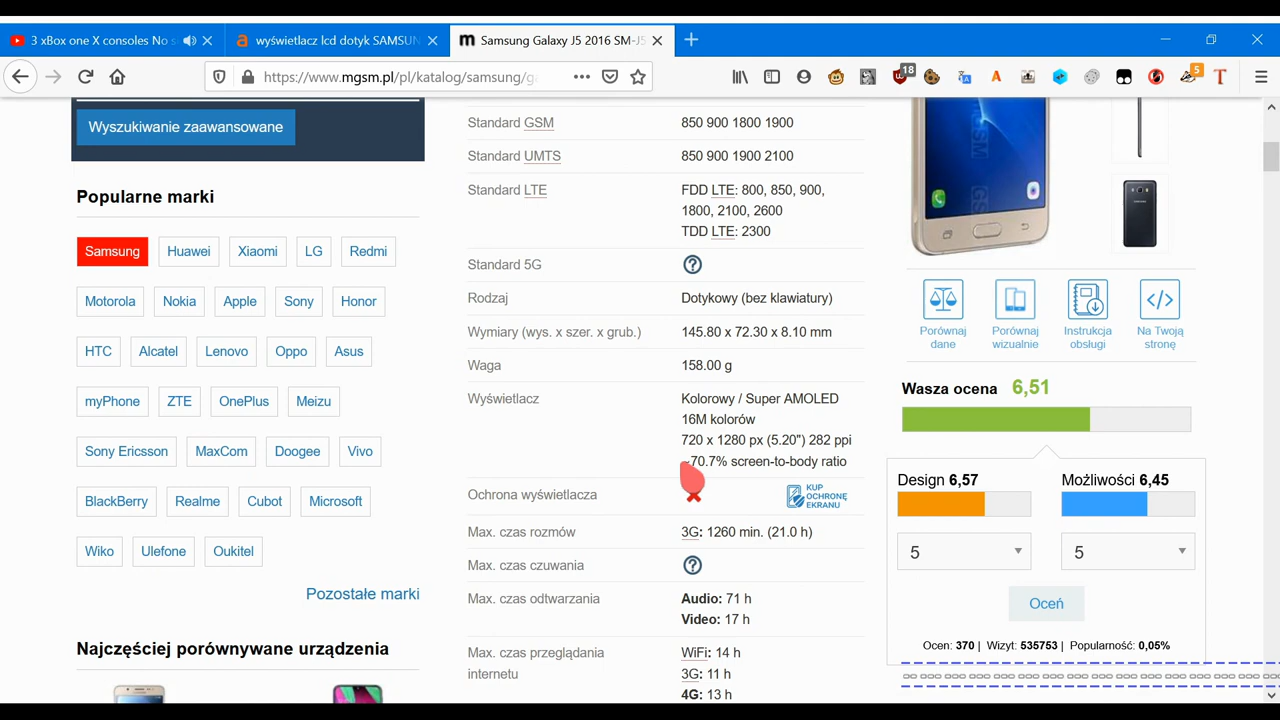 3 xBox one X consoles No s
wyświetlacz lcd dotyk SAMSUN
m Samsung Galaxy J5 2016 SM-J5
https://www.mgsm.pl/pl/katalog/samsung/ga
18
5
Wyszukiwanie zaawansowane
Popularne marki
Samsung Huawei Xiaomi LG Redmi
Motorola Nokia Apple Sony Honor
HTC Alcatel Lenovo Oppo Asus
myPhone ZTE OnePlus Meizu
Sony Ericsson MaxCom Doogee Vivo
BlackBerry Realme Cubot Microsoft
Wiko Ulefone Oukitel
Pozostałe marki
Najczęściej porównywane urządzenia
Standard GSM 850 900 1800 1900
Standard UMTS 850 900 1900 2100
Standard LTE FDD LTE: 800, 850, 900,
1800, 2100, 2600
TDD LTE: 2300
Standard 5G ?
Rodzaj Dotykowy (bez klawiatury)
Wymiary (wys. x szer. x grub.) 145.80 x 72.30 x 8.10 mm
Waga 158.00 g
Wyświetlacz Kolorowy / Super AMOLED
16M kolorów
720 x 1280 px (5.20") 282 ppi
~70.7% screen-to-body ratio
Ochrona wyświetlacza KUP
OCHRONĘ
EKRANU
Max. czas rozmów 3G: 1260 min. (21.0 h)
Max. czas czuwania ?
Max. czas odtwarzania Audio: 71 h
Video: 17 h
Max. czas przeglądania WiFi: 14 h
internetu 3G: 11 h
4G: 13 h
Porównaj
dane
Porównaj
wizualnie
Instrukcja
obsługi
Na Twoją
stronę
Wasza ocena 6,51
Design 6,57 Możliwości 6,45
5 5
Oceń
Ocen: 370 | Wizyt: 535753 | Popularność: 0,05%